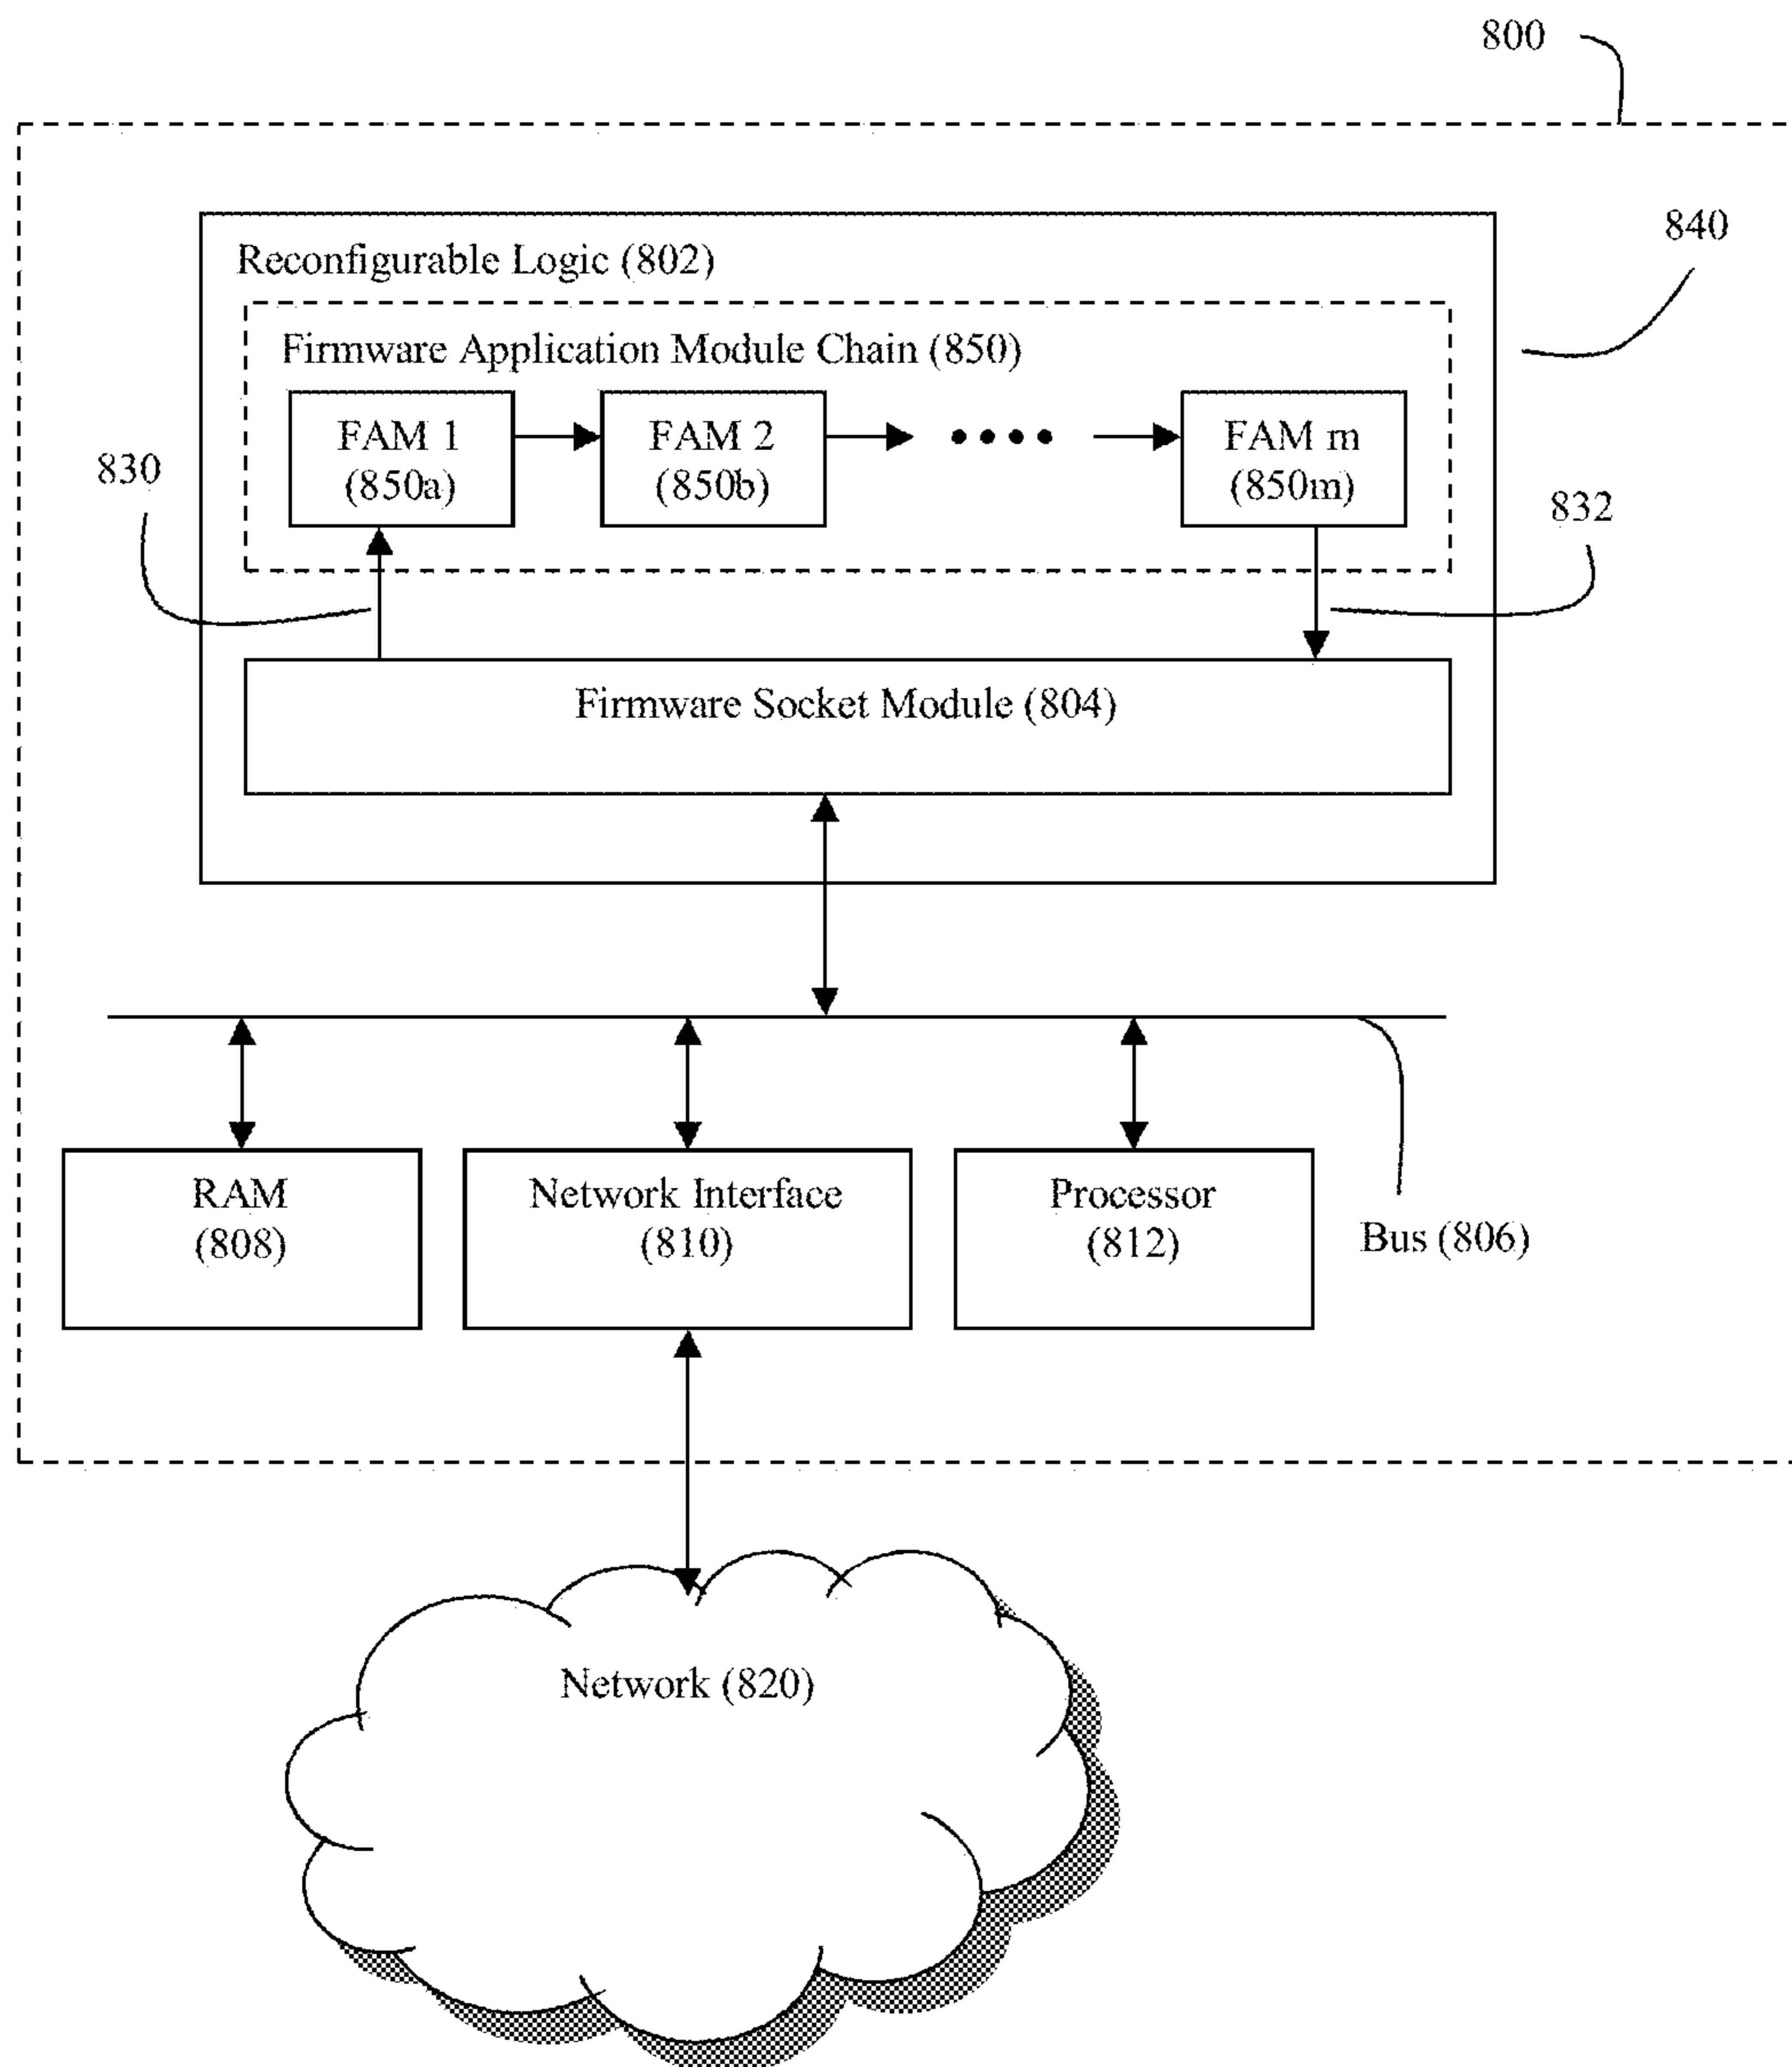 800
840
Reconfigurable Logic (802)
Firmware Application Module Chain (850)
FAM 1
(850a)
FAM 2
(850b)
FAM m
(850m)
830
832
Firmware Socket Module (804)
RAM
(808)
Network Interface
(810)
Processor
(812)
Bus (806)
Network (820)